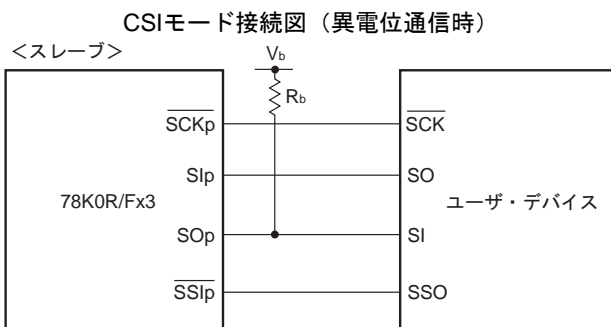 CSIモード接続図（異電位通信時）
＜スレーブ＞
Vb
Rb
SCKp
SCK
SIp
SO
78K0R/Fx3
ユーザ・デバイス
SOp
SI
SSIp
SSO